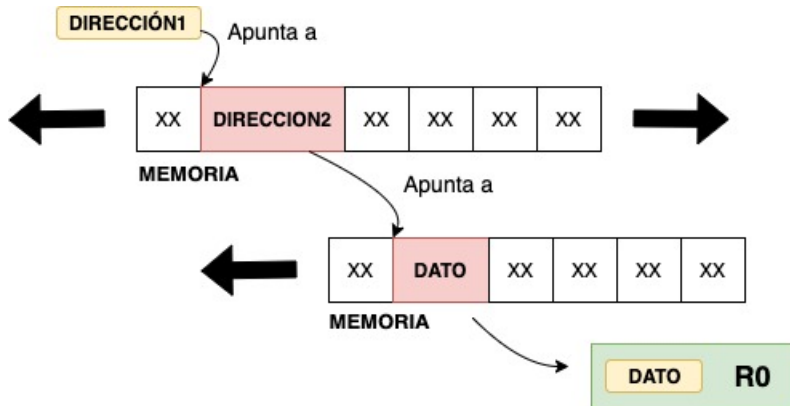 DIRECCIÓN1
Apunta a
XX DIRECCION2 XX XX XX XX
MEMORIA
Apunta a
XX DATO XX XX XX XX
MEMORIA
DATO R0